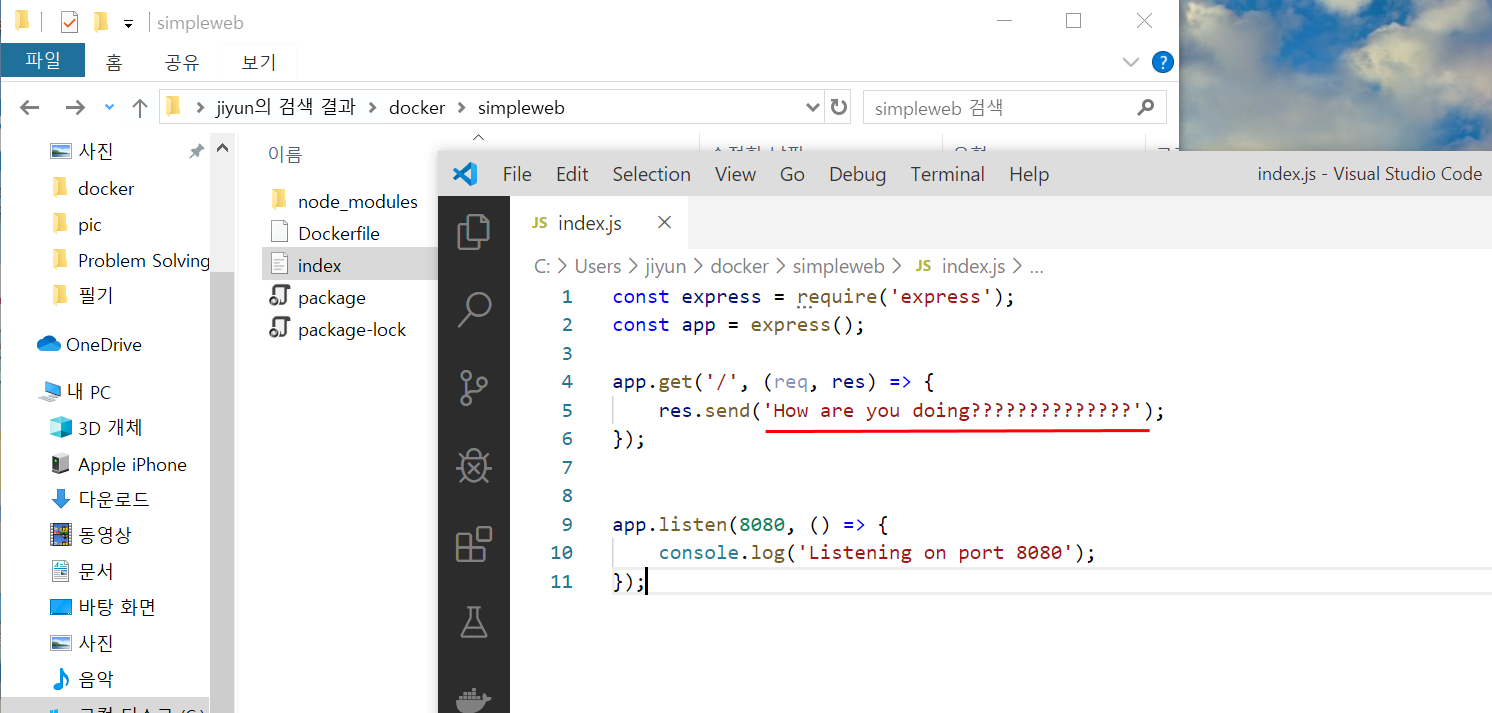 simpleweb
파일 홈 공유 보기
jiyun의 검색 결과 docker simpleweb
simpleweb 검색
사진
docker
pic
Problem Solving
필기
OneDrive
내 PC
3D 개체
Apple iPhone
다운로드
동영상
문서
바탕 화면
사진
음악
이름
node_modules
Dockerfile
index
package
package-lock
File Edit Selection View Go Debug Terminal Help index.js - Visual Studio Code
JS index.js
C: > Users > jiyun > docker > simpleweb > JS index.js > ...
1 const express = require('express');
2 const app = express();
3
4 app.get('/', (req, res) => {
5 res.send('How are you doing??????????????');
6 });
7
8
9 app.listen(8080, () => {
10 console.log('Listening on port 8080');
11 });